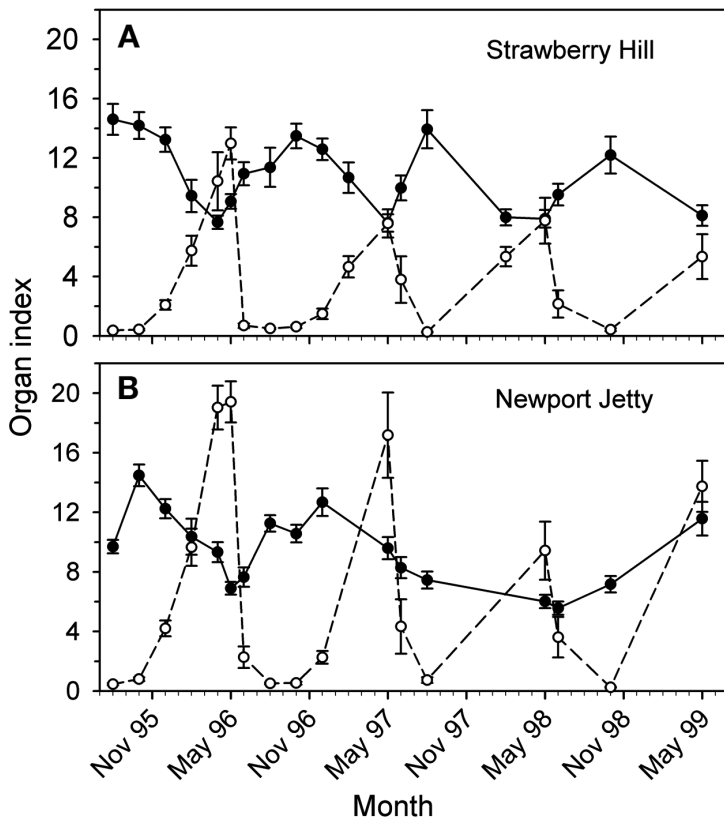 A
Strawberry Hill
20
16
12
8
4
0
Organ index
B
Newport Jetty
20
16
12
8
4
0
Nov 95
May 96
Nov 96
May 97
Nov 97
May 98
Nov 98
May 99
Month